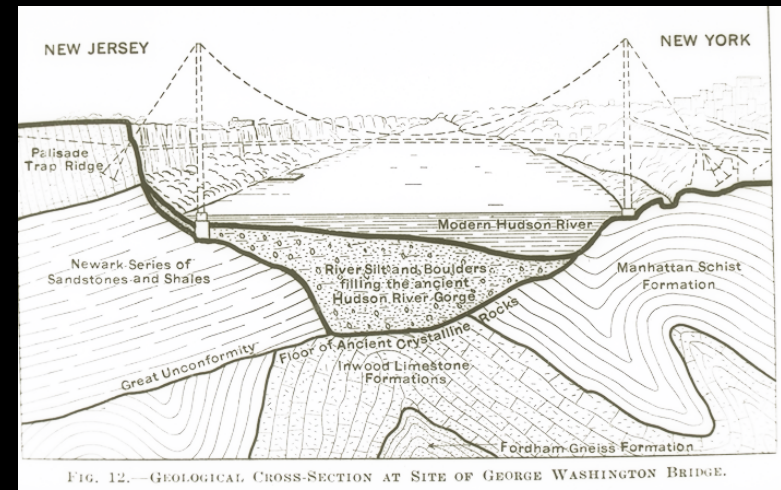 NEW JERSEY
NEW YORK
Palisade
Trap Ridge
Modern Hudson River
Newark Series of
Sandstones and Shales
River Silt and Boulders
filling the ancient
Hudson River Gorge
Manhattan Schist
Formation
Great Unconformity
Floor of Ancient Crystalline Rocks
Inwood Limestone
Formations
Fordham Gneiss Formation
FIG. 12.—GEOLOGICAL CROSS-SECTION AT SITE OF GEORGE WASHINGTON BRIDGE.